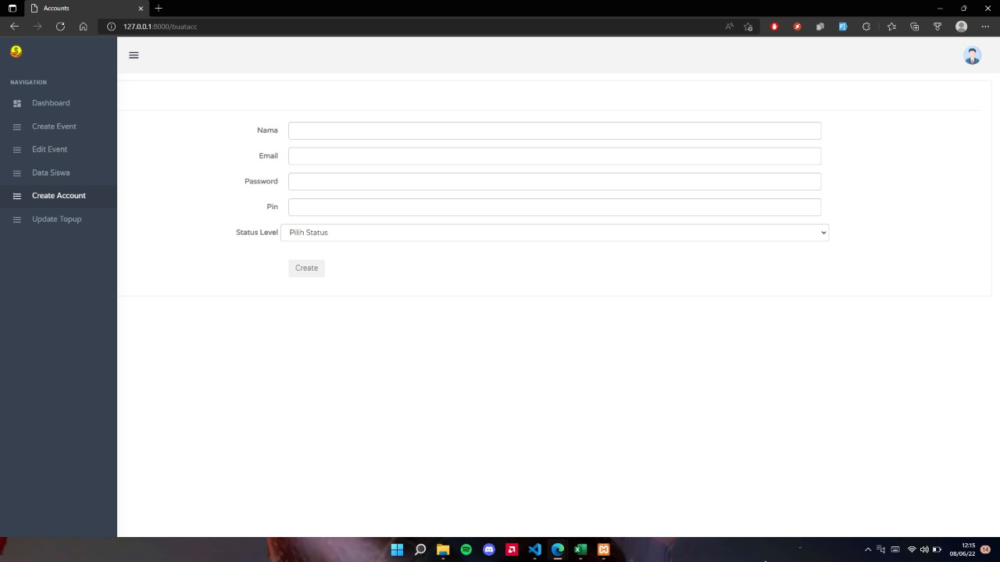 Accounts
127.0.0.1:8000/buatacc
NAVIGATION
Dashboard
Create Event
Edit Event
Data Siswa
Create Account
Update Topup
Nama
Email
Password
Pin
Status Level
Pilih Status
Create
12:15
08/06/22
14